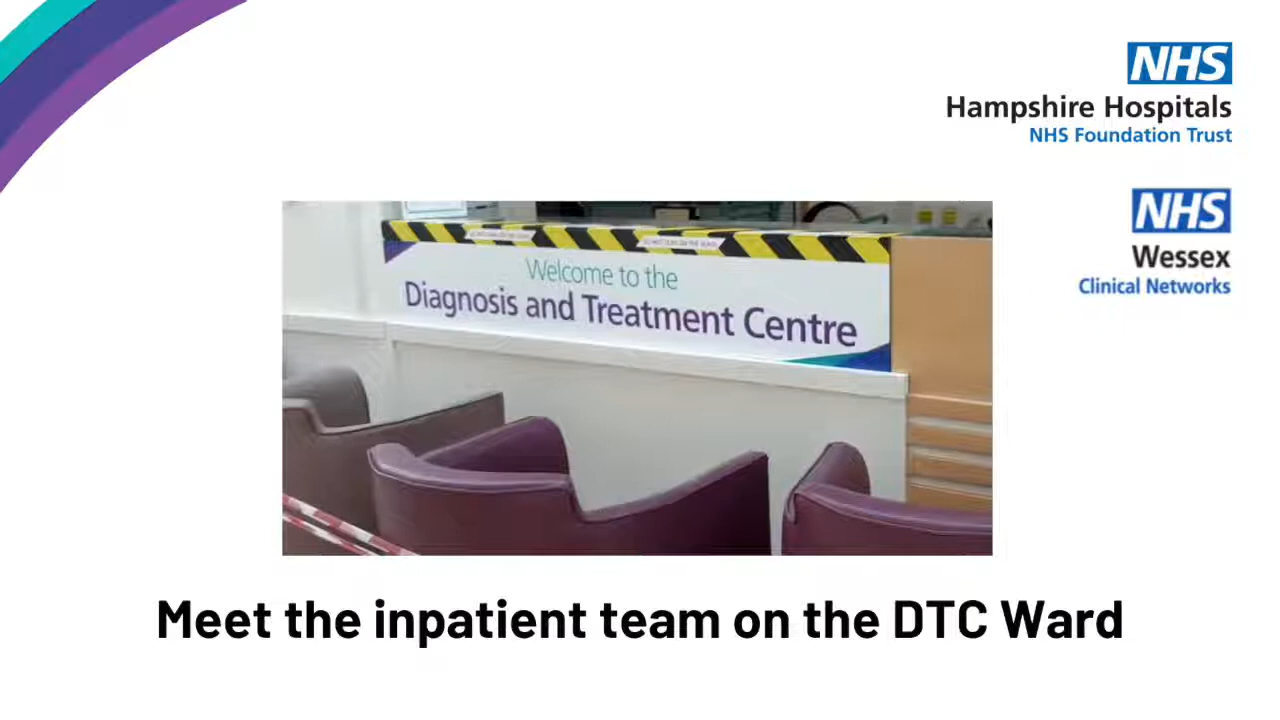 NHS
Hampshire Hospitals
NHS Foundation Trust
NHS
Wessex
Clinical Networks
Welcome to the
Diagnosis and Treatment Centre
Meet the inpatient team on the DTC Ward